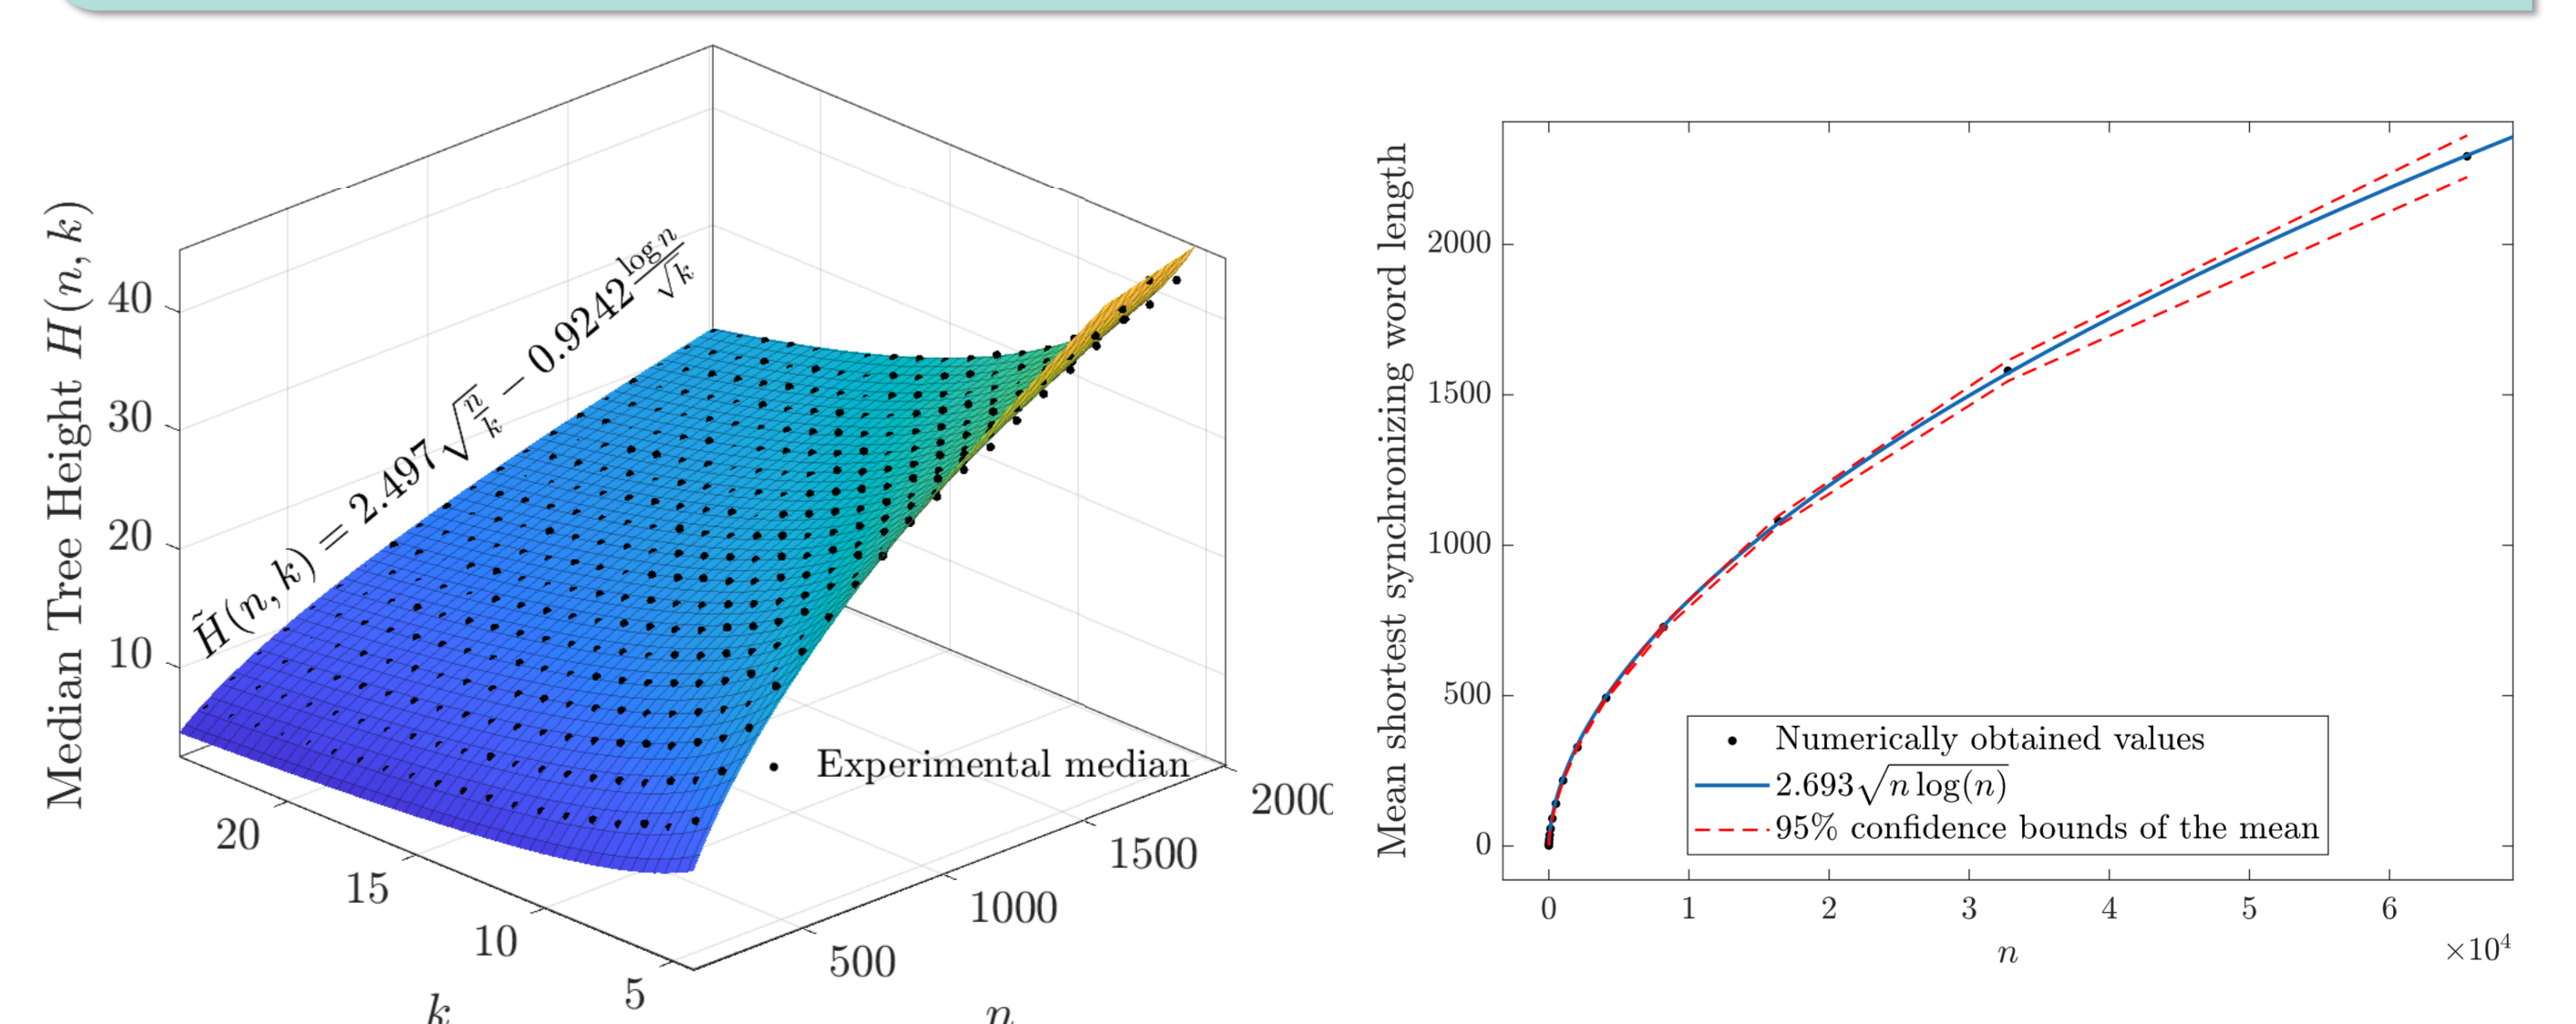 Median Tree Height H(n, k)
40
30
20
10
H̃(n, k) = 2.497√(n/k) − 0.9242 log n/√k
Experimental median
20
15
10
5
k
500
1000
1500
2000
n
Mean shortest synchronizing word length
2000
1500
1000
500
0
Numerically obtained values
2.693√(n log(n))
95% confidence bounds of the mean
0 1 2 3 4 5 6
×10⁴
n